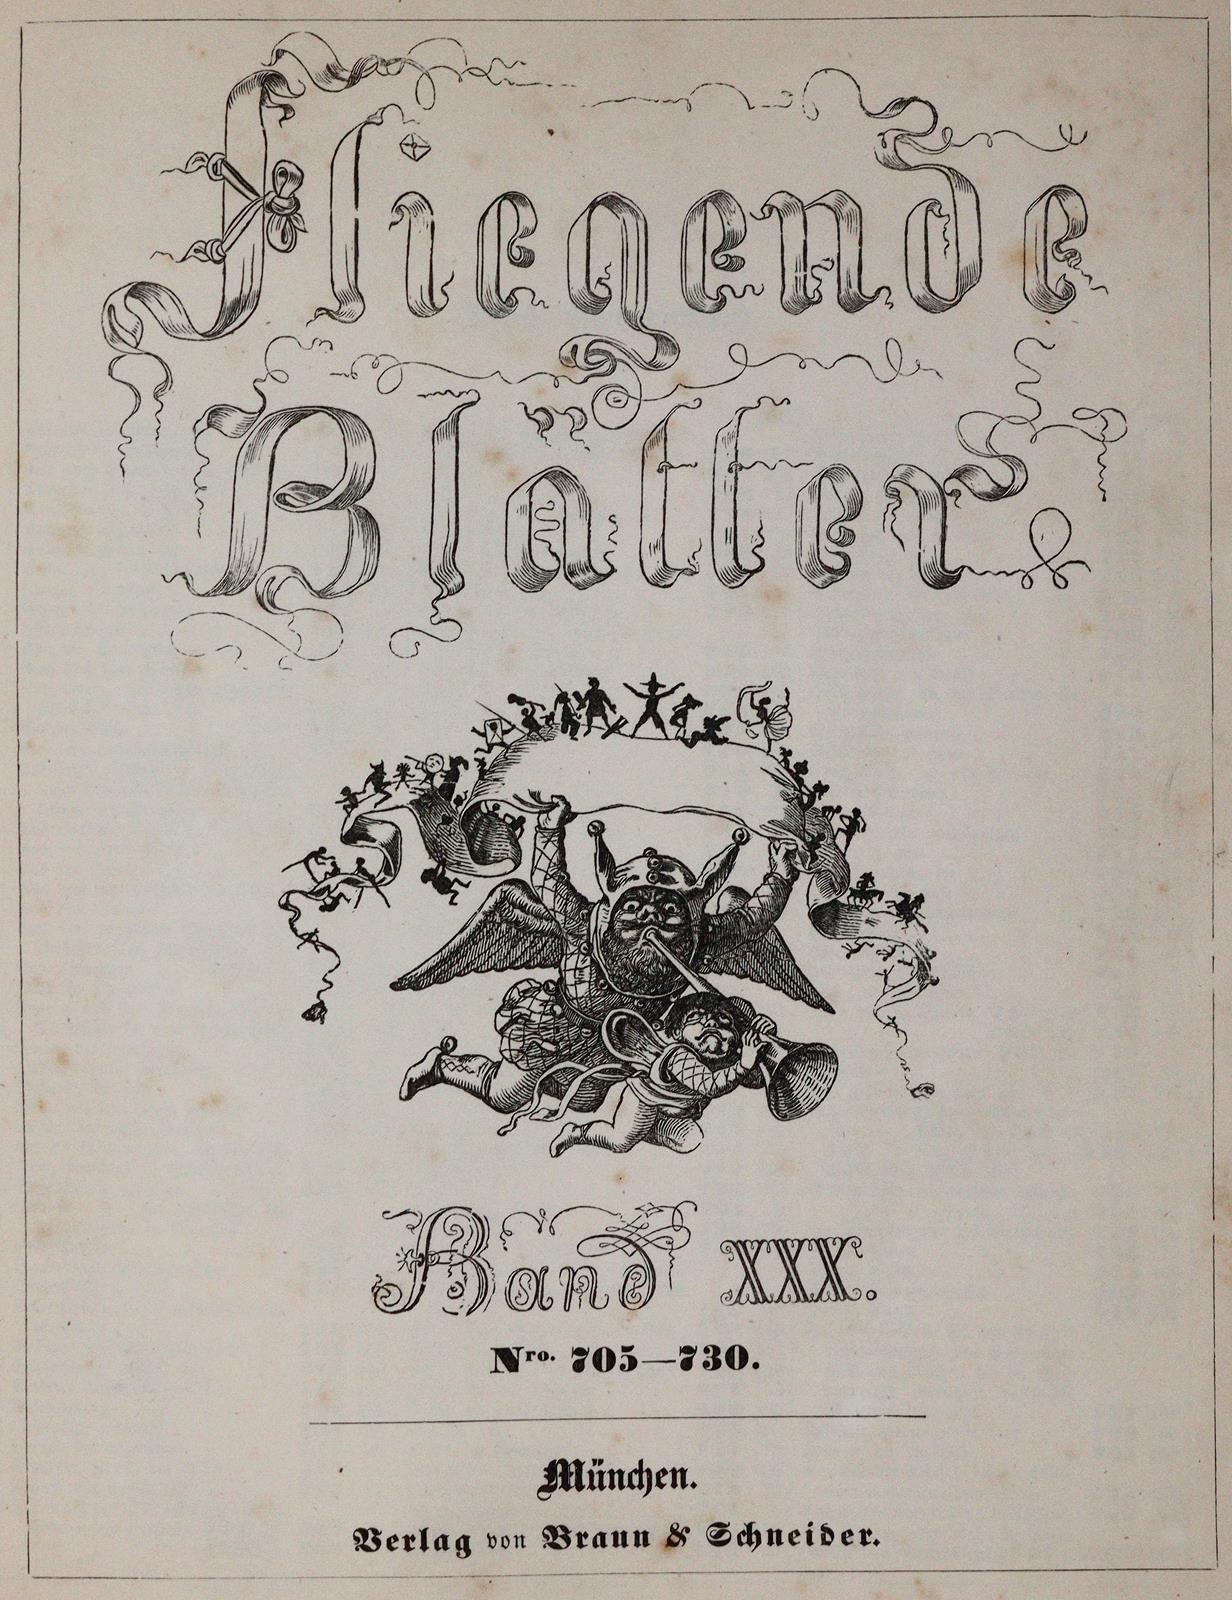 Fliegende
Blätter.
Band XXX.
Nro. 705—730.
München.
Verlag von Braun & Schneider.